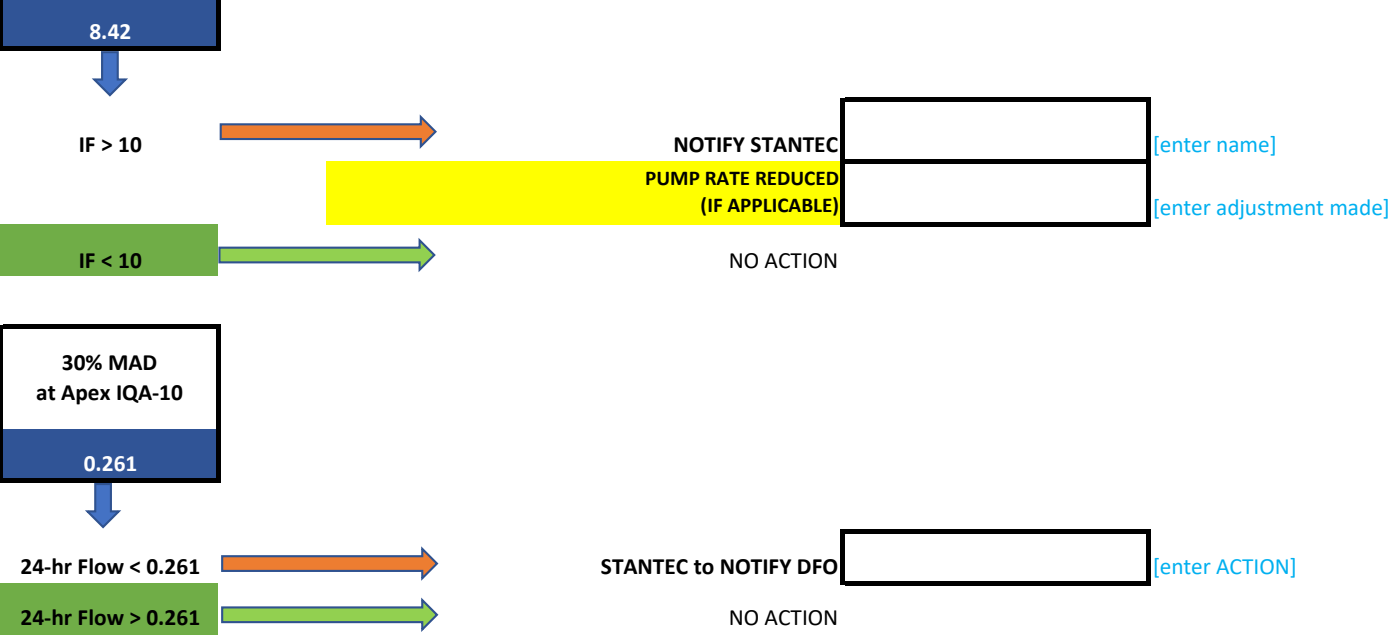 8.42
IF > 10
NOTIFY STANTEC
[enter name]
PUMP RATE REDUCED
(IF APPLICABLE)
[enter adjustment made]
IF < 10
NO ACTION
30% MAD
at Apex IQA-10
0.261
24-hr Flow < 0.261
STANTEC to NOTIFY DFO
[enter ACTION]
24-hr Flow > 0.261
NO ACTION